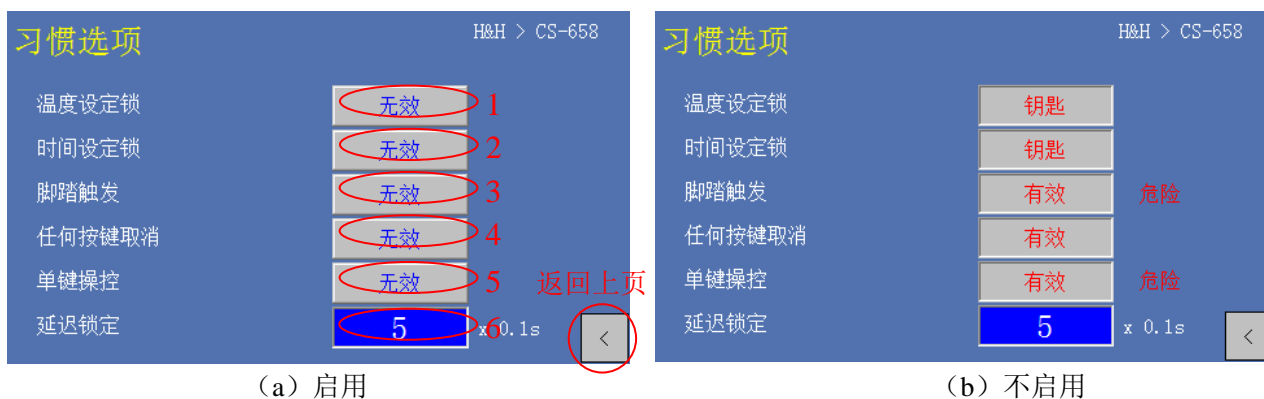 习惯选项 H&H > CS-658
温度设定锁 无效 1
时间设定锁 无效 2
脚踏触发 无效 3
任何按键取消 无效 4
单键操控 无效 5 返回上页
延迟锁定 5 6 x 0.1s <
(a)启用
习惯选项 H&H > CS-658
温度设定锁 钥匙
时间设定锁 钥匙
脚踏触发 有效 危险
任何按键取消 有效
单键操控 有效 危险
延迟锁定 5 x 0.1s <
(b)不启用